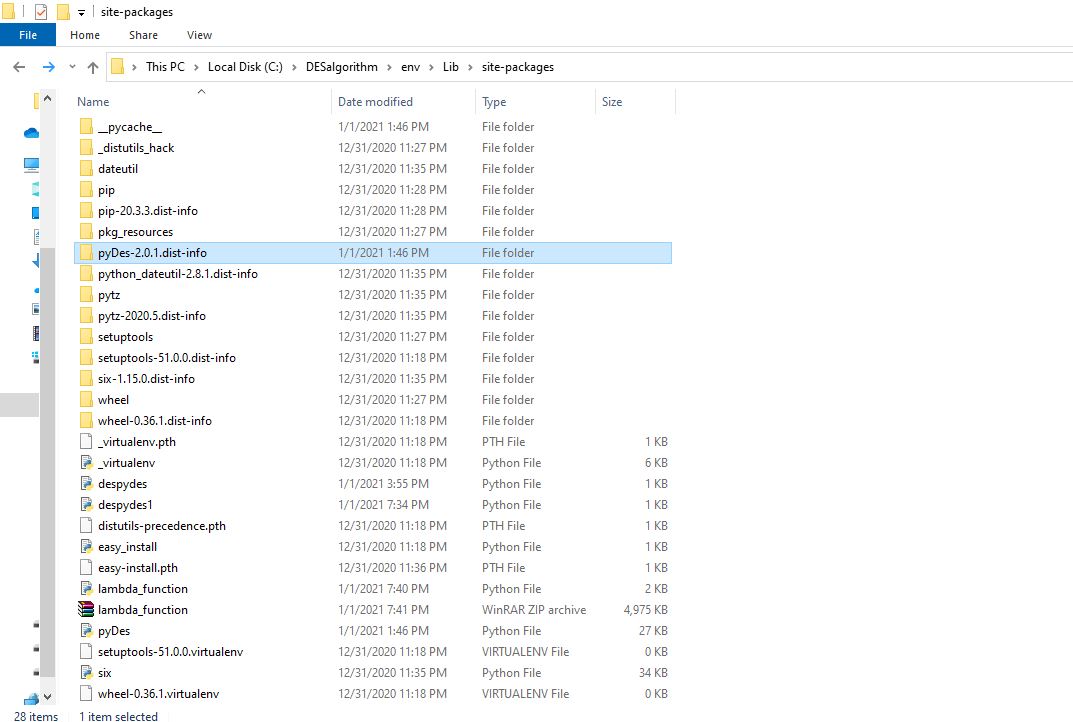 site-packages
File Home Share View
This PC Local Disk (C:) DESalgorithm env Lib site-packages
Name Date modified Type Size
__pycache__ 1/1/2021 1:46 PM File folder
_distutils_hack 12/31/2020 11:27 PM File folder
dateutil 12/31/2020 11:35 PM File folder
pip 12/31/2020 11:28 PM File folder
pip-20.3.3.dist-info 12/31/2020 11:28 PM File folder
pkg_resources 12/31/2020 11:27 PM File folder
pyDes-2.0.1.dist-info 1/1/2021 1:46 PM File folder
python_dateutil-2.8.1.dist-info 12/31/2020 11:35 PM File folder
pytz 12/31/2020 11:35 PM File folder
pytz-2020.5.dist-info 12/31/2020 11:35 PM File folder
setuptools 12/31/2020 11:27 PM File folder
setuptools-51.0.0.dist-info 12/31/2020 11:18 PM File folder
six-1.15.0.dist-info 12/31/2020 11:35 PM File folder
wheel 12/31/2020 11:27 PM File folder
wheel-0.36.1.dist-info 12/31/2020 11:18 PM File folder
_virtualenv.pth 12/31/2020 11:18 PM PTH File 1 KB
_virtualenv 12/31/2020 11:18 PM Python File 6 KB
despydes 1/1/2021 3:55 PM Python File 1 KB
despydes1 1/1/2021 7:34 PM Python File 1 KB
distutils-precedence.pth 12/31/2020 11:18 PM PTH File 1 KB
easy_install 12/31/2020 11:18 PM Python File 1 KB
easy-install.pth 12/31/2020 11:36 PM PTH File 1 KB
lambda_function 1/1/2021 7:40 PM Python File 2 KB
lambda_function 1/1/2021 7:41 PM WinRAR ZIP archive 4,975 KB
pyDes 1/1/2021 1:46 PM Python File 27 KB
setuptools-51.0.0.virtualenv 12/31/2020 11:18 PM VIRTUALENV File 0 KB
six 12/31/2020 11:35 PM Python File 34 KB
wheel-0.36.1.virtualenv 12/31/2020 11:18 PM VIRTUALENV File 0 KB
28 items 1 item selected